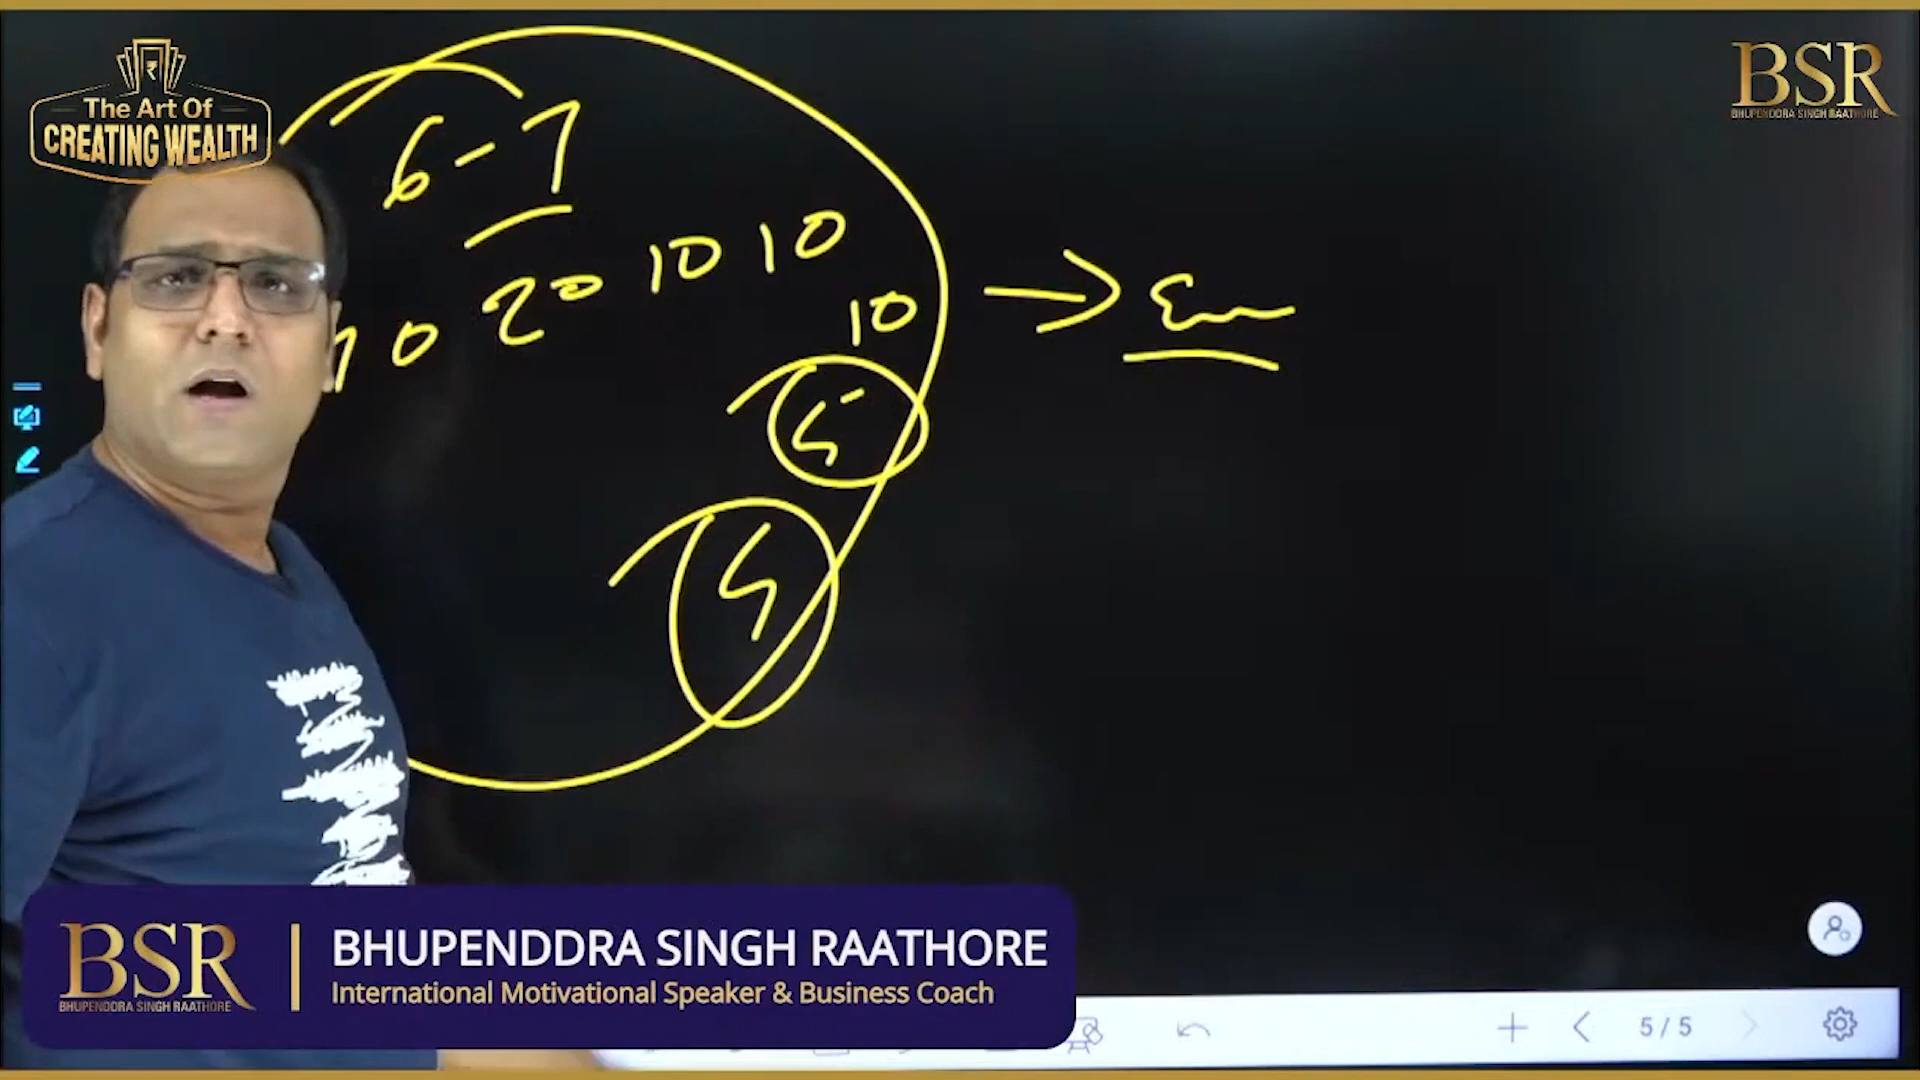 The Art Of
CREATING WEALTH
BSR
BHUPENDDRA SINGH RAATHORE
6-7
10 20 10 10
10
5
5
BSR
BHUPENDDRA SINGH RAATHORE
BHUPENDDRA SINGH RAATHORE
International Motivational Speaker & Business Coach
5/5